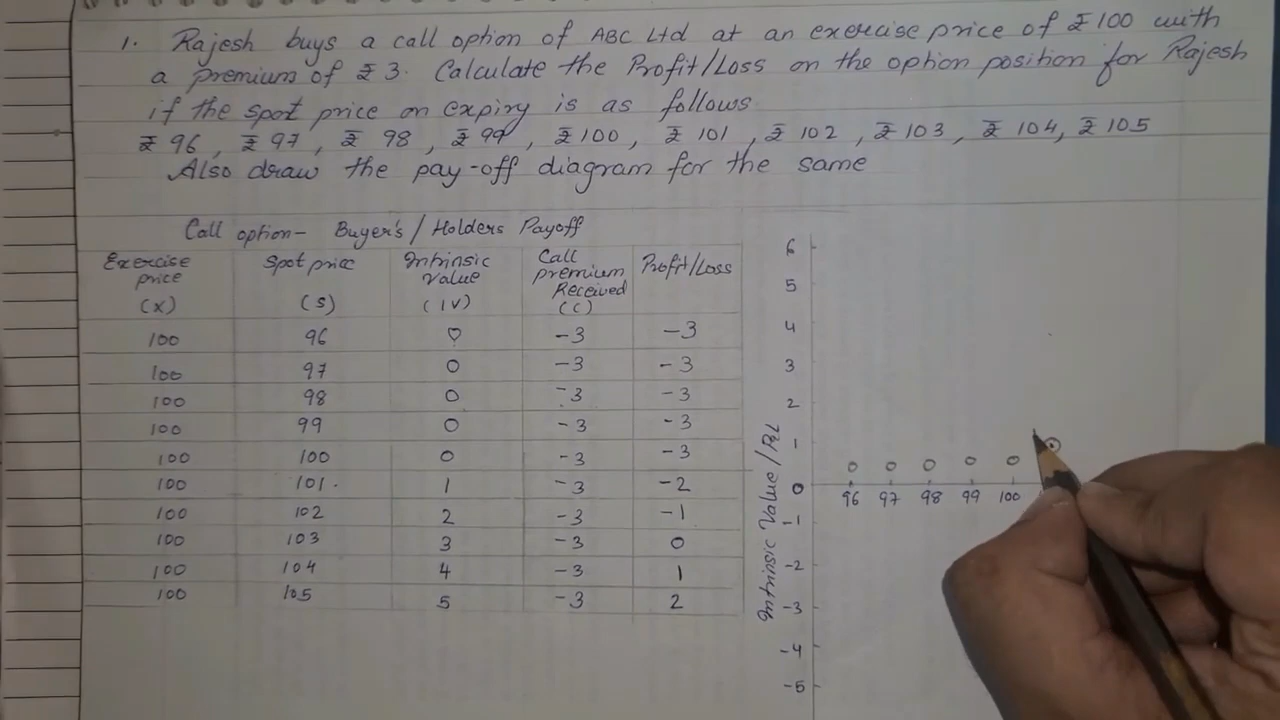 1. Rajesh buys a call option of ABC Ltd at an exercise price of ₹100 with
a premium of ₹3. Calculate the Profit/Loss on the option position for Rajesh
if the spot price on expiry is as follows
₹96, ₹97, ₹98, ₹99, ₹100, ₹101, ₹102, ₹103, ₹104, ₹105
Also draw the pay-off diagram for the same
Call option- Buyer's/Holders Payoff
Exercise price (X) Spot price (S) Intrinsic Value (IV) Call premium Received (C) Profit/Loss
100 96 0 -3 -3
100 97 0 -3 -3
100 98 0 -3 -3
100 99 0 -3 -3
100 100 0 -3 -3
100 101. 1 -3 -2
100 102 2 -3 -1
100 103 3 -3 0
100 104 4 -3 1
100 105 5 -3 2
Intrinsic Value/P&L
6
5
4
3
2
1
0
-1
-2
-3
-4
-5
0 0 0 0 0
96 97 98 99 100